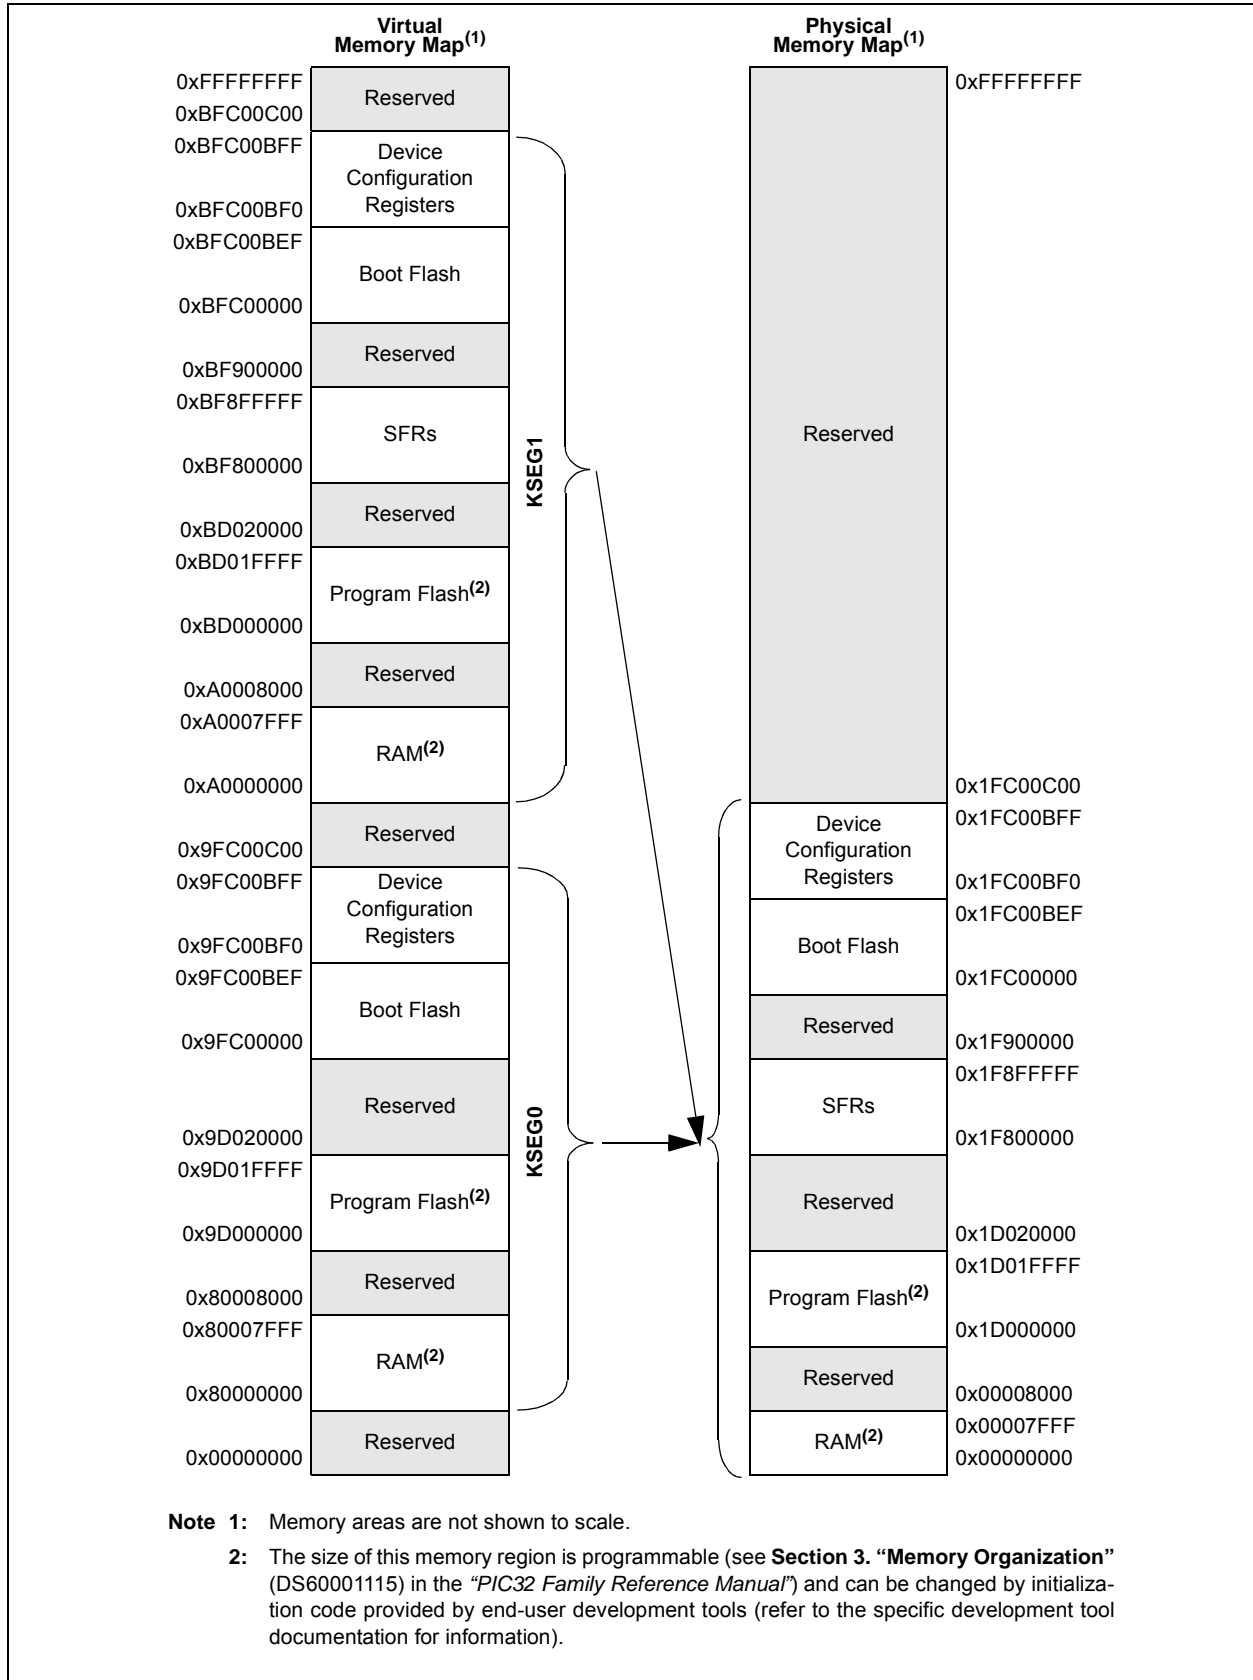 Virtual
Memory Map(1)
0xFFFFFFFF
Reserved
0xBFC00C00
0xBFC00BFF
Device
Configuration
Registers
0xBFC00BF0
0xBFC00BEF
Boot Flash
0xBFC00000
Reserved
0xBF900000
0xBF8FFFFF
SFRs
0xBF800000
Reserved
0xBD020000
0xBD01FFFF
Program Flash(2)
0xBD000000
Reserved
0xA0008000
0xA0007FFF
RAM(2)
0xA0000000
KSEG1
Reserved
0x9FC00C00
0x9FC00BFF
Device
Configuration
Registers
0x9FC00BF0
0x9FC00BEF
Boot Flash
0x9FC00000
Reserved
0x9D020000
0x9D01FFFF
Program Flash(2)
0x9D000000
Reserved
0x80008000
0x80007FFF
RAM(2)
0x80000000
KSEG0
Reserved
0x00000000
Physical
Memory Map(1)
0xFFFFFFFF
Reserved
0x1FC00C00
0x1FC00BFF
Device
Configuration
Registers
0x1FC00BF0
0x1FC00BEF
Boot Flash
0x1FC00000
Reserved
0x1F900000
0x1F8FFFFF
SFRs
0x1F800000
Reserved
0x1D020000
0x1D01FFFF
Program Flash(2)
0x1D000000
Reserved
0x00008000
0x00007FFF
RAM(2)
0x00000000
Note 1: Memory areas are not shown to scale.
2: The size of this memory region is programmable (see Section 3. “Memory Organization”
(DS60001115) in the “PIC32 Family Reference Manual”) and can be changed by initializa-
tion code provided by end-user development tools (refer to the specific development tool
documentation for information).